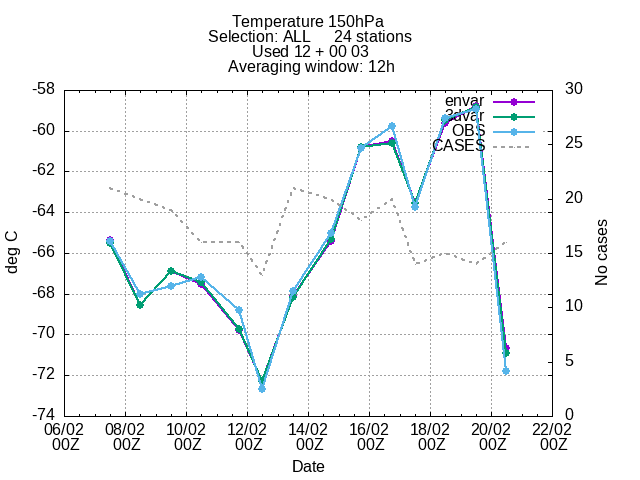 Temperature 150hPa
Selection: ALL 24 stations
Used 12 + 00 03
Averaging window: 12h
-58
-60
-62
-64
-66
-68
-70
-72
-74
30
25
20
15
10
5
0
envar
3dvar
OBS
CASES
deg C
No cases
06/02 08/02 10/02 12/02 14/02 16/02 18/02 20/02 22/02
00Z 00Z 00Z 00Z 00Z 00Z 00Z 00Z 00Z
Date